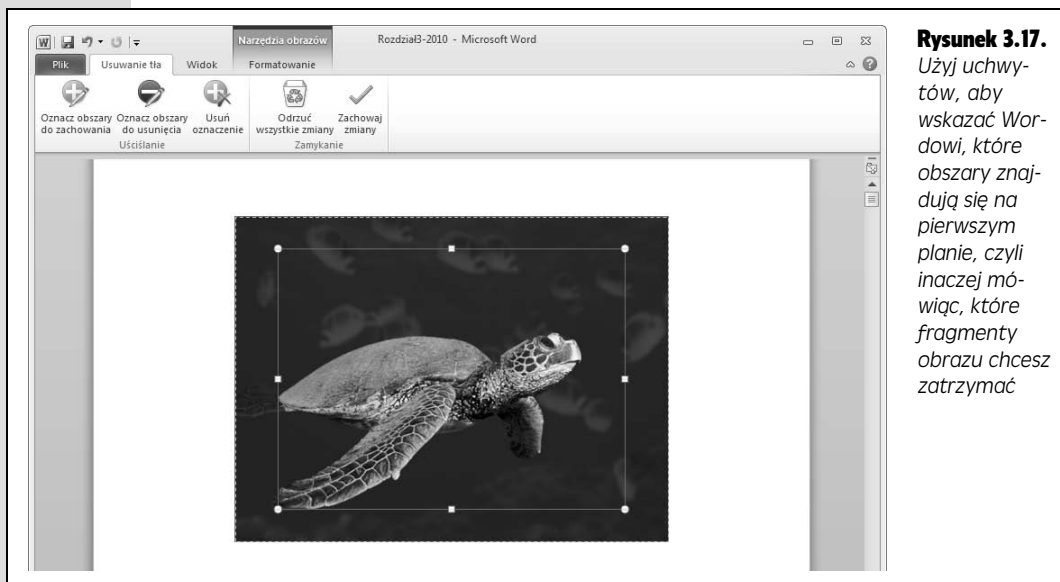 Narzędzia obrazów
Rozdział3-2010 - Microsoft Word
Plik
Usuwanie tła
Widok
Formatowanie
Oznacz obszary do zachowania
Oznacz obszary do usunięcia
Usuń oznaczenie
Odrzuć wszystkie zmiany
Zachowaj zmiany
Uściślanie
Zamykanie
Rysunek 3.17.
Użyj uchwy-
tów, aby
wskazać Wor-
dowi, które
obszary znaj-
dują się na
pierwszym
planie, czyli
inaczej mó-
wiąc, które
fragmenty
obrazu chcesz
zatrzymać